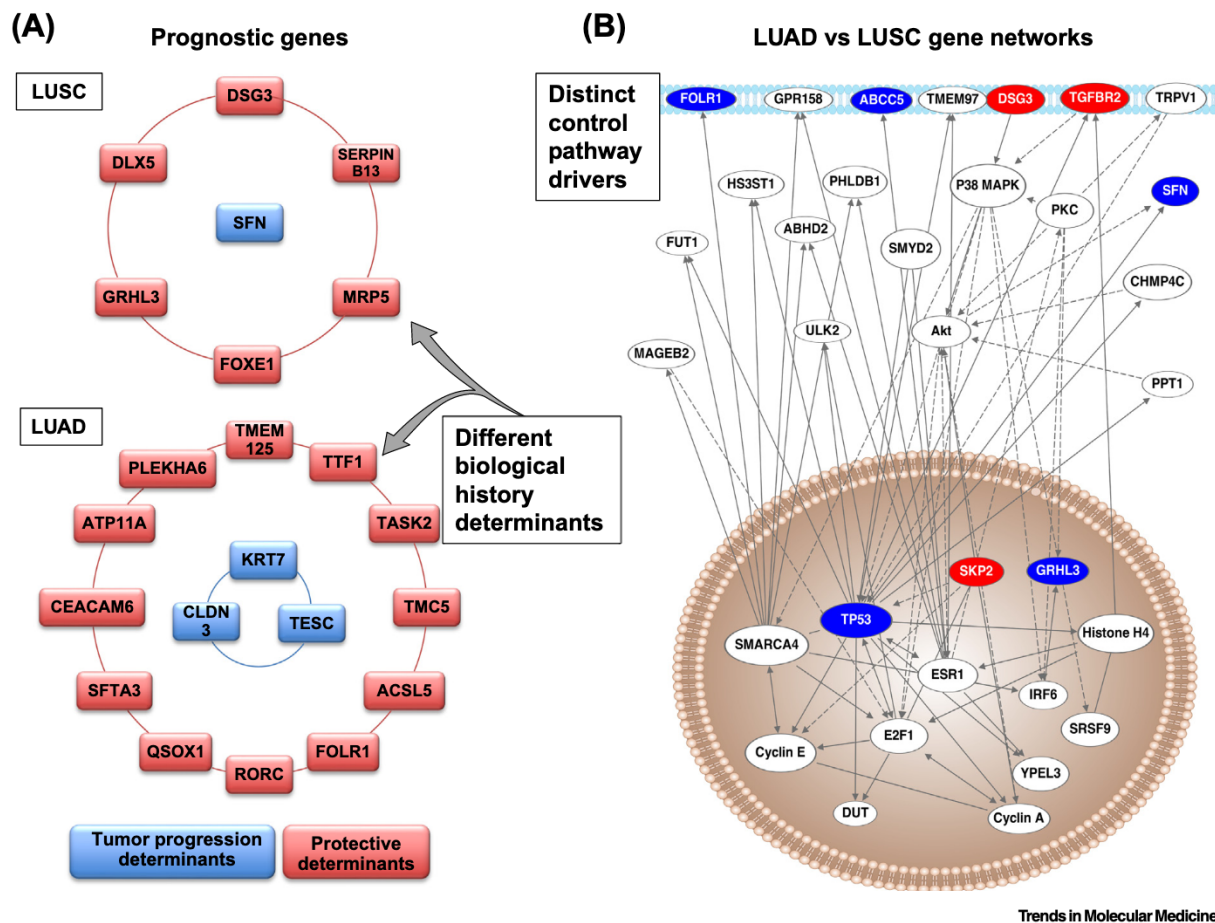 (A)
Prognostic genes
LUSC
DSG3
DLX5
SERPIN
B13
SFN
GRHL3
MRP5
FOXE1
LUAD
TMEM
125
PLEKHA6
TTF1
ATP11A
TASK2
KRT7
CEACAM6
CLDN
3
TESC
TMC5
SFTA3
ACSL5
QSOX1
FOLR1
RORC
Different
biological
history
determinants
Tumor progression
determinants
Protective
determinants
(B)
LUAD vs LUSC gene networks
Distinct
control
pathway
drivers
FOLR1
GPR158
ABCC5
TMEM97
DSG3
TGFBR2
TRPV1
HS3ST1
PHLDB1
P38 MAPK
PKC
SFN
FUT1
ABHD2
SMYD2
CHMP4C
MAGEB2
ULK2
Akt
PPT1
SKP2
GRHL3
TP53
SMARCA4
Histone H4
ESR1
IRF6
SRSF9
Cyclin E
E2F1
YPEL3
DUT
Cyclin A
Trends in Molecular Medicine